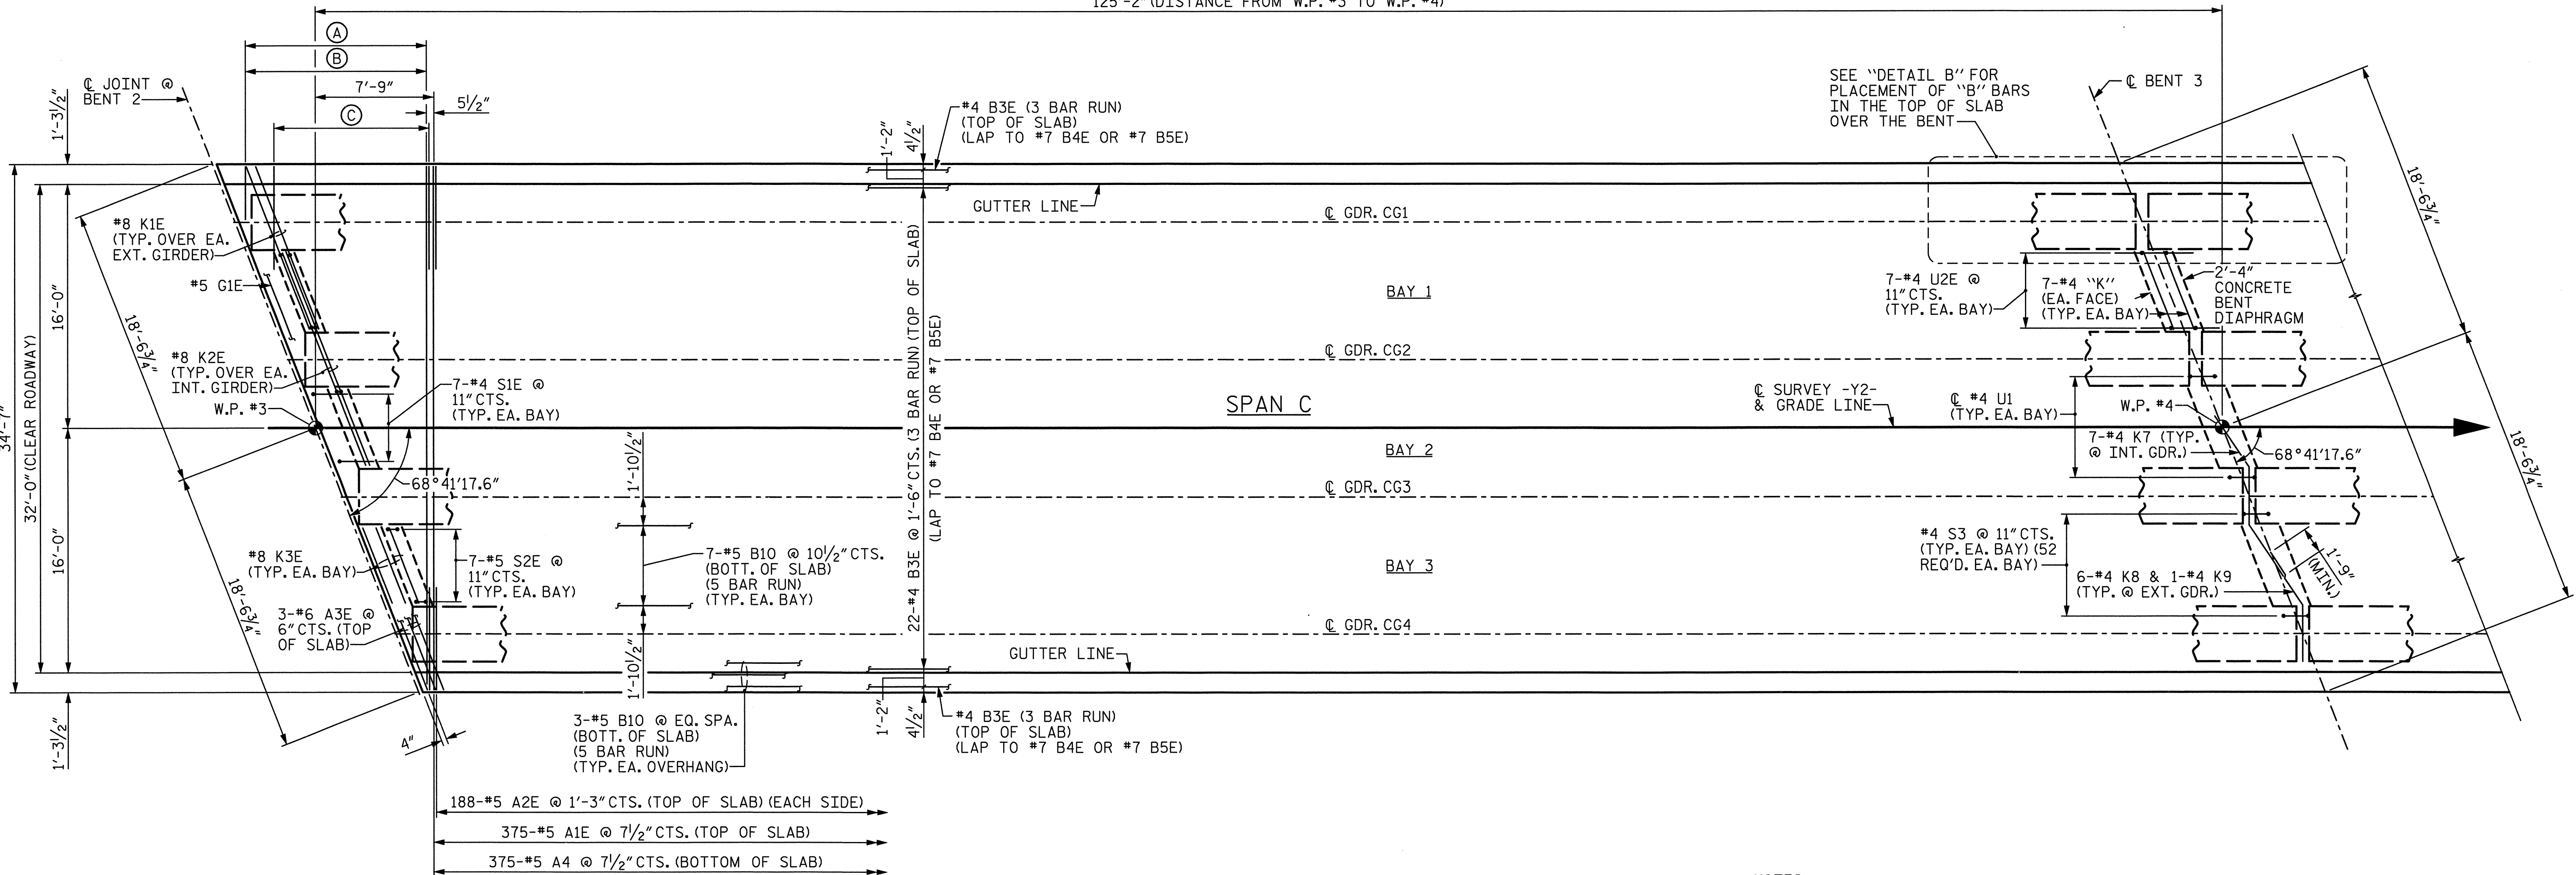 125'-2" (DISTANCE FROM W.P. #3 TO W.P. #4)
Ⓐ
Ⓑ
7'-9"
5½"
Ⓒ
℄ JOINT @
BENT 2
1'-3½"
#4 B3E (3 BAR RUN)
(TOP OF SLAB)
(LAP TO #7 B4E OR #7 B5E)
1'-2"
4½"
SEE "DETAIL B" FOR
PLACEMENT OF "B" BARS
IN THE TOP OF SLAB
OVER THE BENT
℄ BENT 3
18'-6¾"
GUTTER LINE
℄ GDR. CG1
#8 K1E
(TYP. OVER EA.
EXT. GIRDER)
#5 G1E
34'-7"
32'-0" (CLEAR ROADWAY)
16'-0"
18'-6¾"
22-#4 B3E @ 1'-6" CTS. (3 BAR RUN) (TOP OF SLAB)
(LAP TO #7 B4E OR #7 B5E)
BAY 1
7-#4 U2E @
11" CTS.
(TYP. EA. BAY)
7-#4 "K"
(EA. FACE)
(TYP. EA. BAY)
2'-4"
CONCRETE
BENT
DIAPHRAGM
℄ GDR. CG2
#8 K2E
(TYP. OVER EA.
INT. GIRDER)
W.P. #3
7-#4 S1E @
11" CTS.
(TYP. EA. BAY)
SPAN C
℄ SURVEY -Y2-
& GRADE LINE
℄ #4 U1
(TYP. EA. BAY)
W.P. #4
BAY 2
7-#4 K7 (TYP.
@ INT. GDR.)
68°41'17.6"
18'-6¾"
68°41'17.6"
1'-10½"
℄ GDR. CG3
16'-0"
#8 K3E
(TYP. EA. BAY)
7-#5 S2E @
11" CTS.
(TYP. EA. BAY)
7-#5 B10 @ 10½" CTS.
(BOTT. OF SLAB)
(5 BAR RUN)
(TYP. EA. BAY)
BAY 3
#4 S3 @ 11" CTS.
(TYP. EA. BAY) (52
REQ'D. EA. BAY)
6-#4 K8 & 1-#4 K9
(TYP. @ EXT. GDR.)
1'-9"
(MIN.)
18'-6¾"
3-#6 A3E @
6" CTS. (TOP
OF SLAB)
℄ GDR. CG4
1'-10½"
GUTTER LINE
1'-3½"
4"
3-#5 B10 @ EQ. SPA.
(BOTT. OF SLAB)
(5 BAR RUN)
(TYP. EA. OVERHANG)
1'-2"
4½"
#4 B3E (3 BAR RUN)
(TOP OF SLAB)
(LAP TO #7 B4E OR #7 B5E)
188-#5 A2E @ 1'-3" CTS. (TOP OF SLAB) (EACH SIDE)
375-#5 A1E @ 7½" CTS. (TOP OF SLAB)
375-#5 A4 @ 7½" CTS. (BOTTOM OF SLAB)